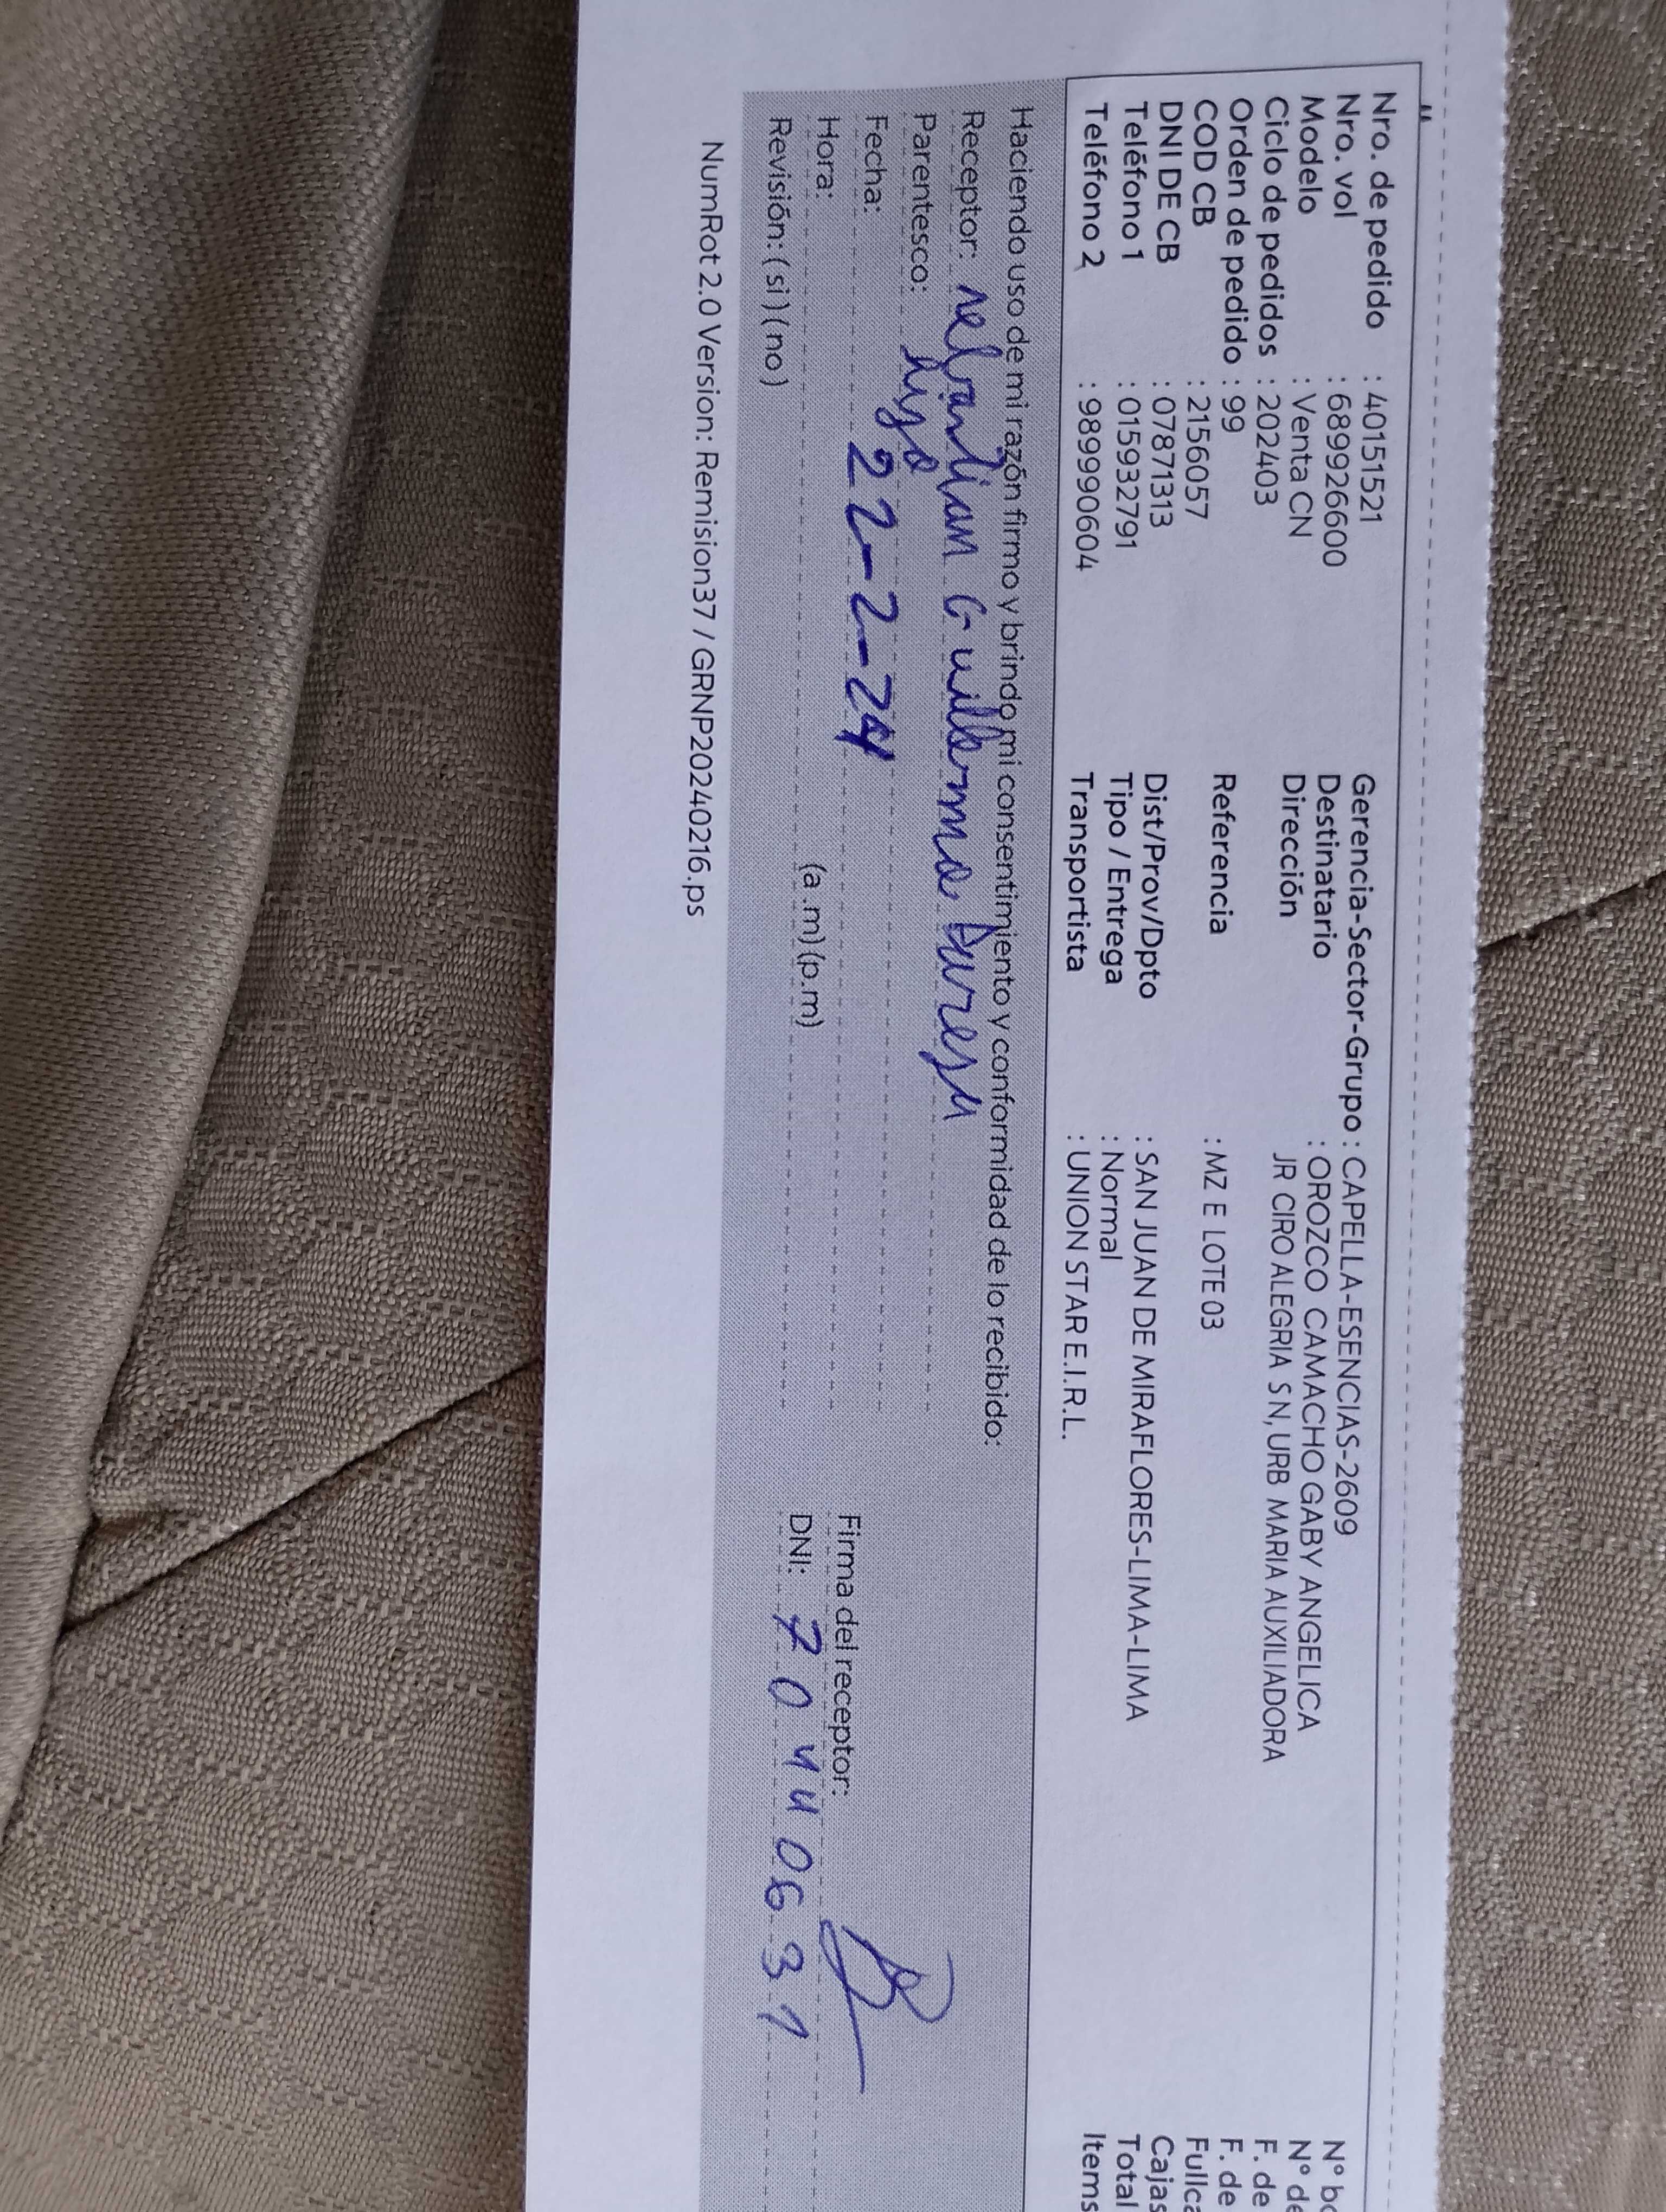 Nro. de pedido : 40151521
Nro. vol : 689926600
Modelo : Venta CN
Ciclo de pedidos : 202403
Orden de pedido : 99
COD CB : 2156057
DNI DE CB : 07871313
Teléfono 1 : 015932791
Teléfono 2 : 989990604
Gerencia-Sector-Grupo : CAPELLA-ESENCIAS-2609
Destinatario : OROZCO CAMACHO GABY ANGELICA
Dirección JR CIRO ALEGRIA S N, URB MARIA AUXILIADORA
Referencia : MZ E LOTE 03
Dist/Prov/Dpto : SAN JUAN DE MIRAFLORES-LIMA-LIMA
Tipo / Entrega : Normal
Transportista : UNION STAR E.I.R.L.
Nº
Nº
F. de
F. de
Cajas
Total
Items
Haciendo uso de mi razón firmo y brindo mi consentimiento y conformidad de lo recibido:
Receptor: Guillermo
Parentesco: hijo
Fecha: 22-2-24
Hora: (a .m) (p.m)
Revisión: ( si ) ( no )
Firma del receptor:
DNI: 70440631
NumRot 2.0 Version: Remision37 / GRNP20240216.ps